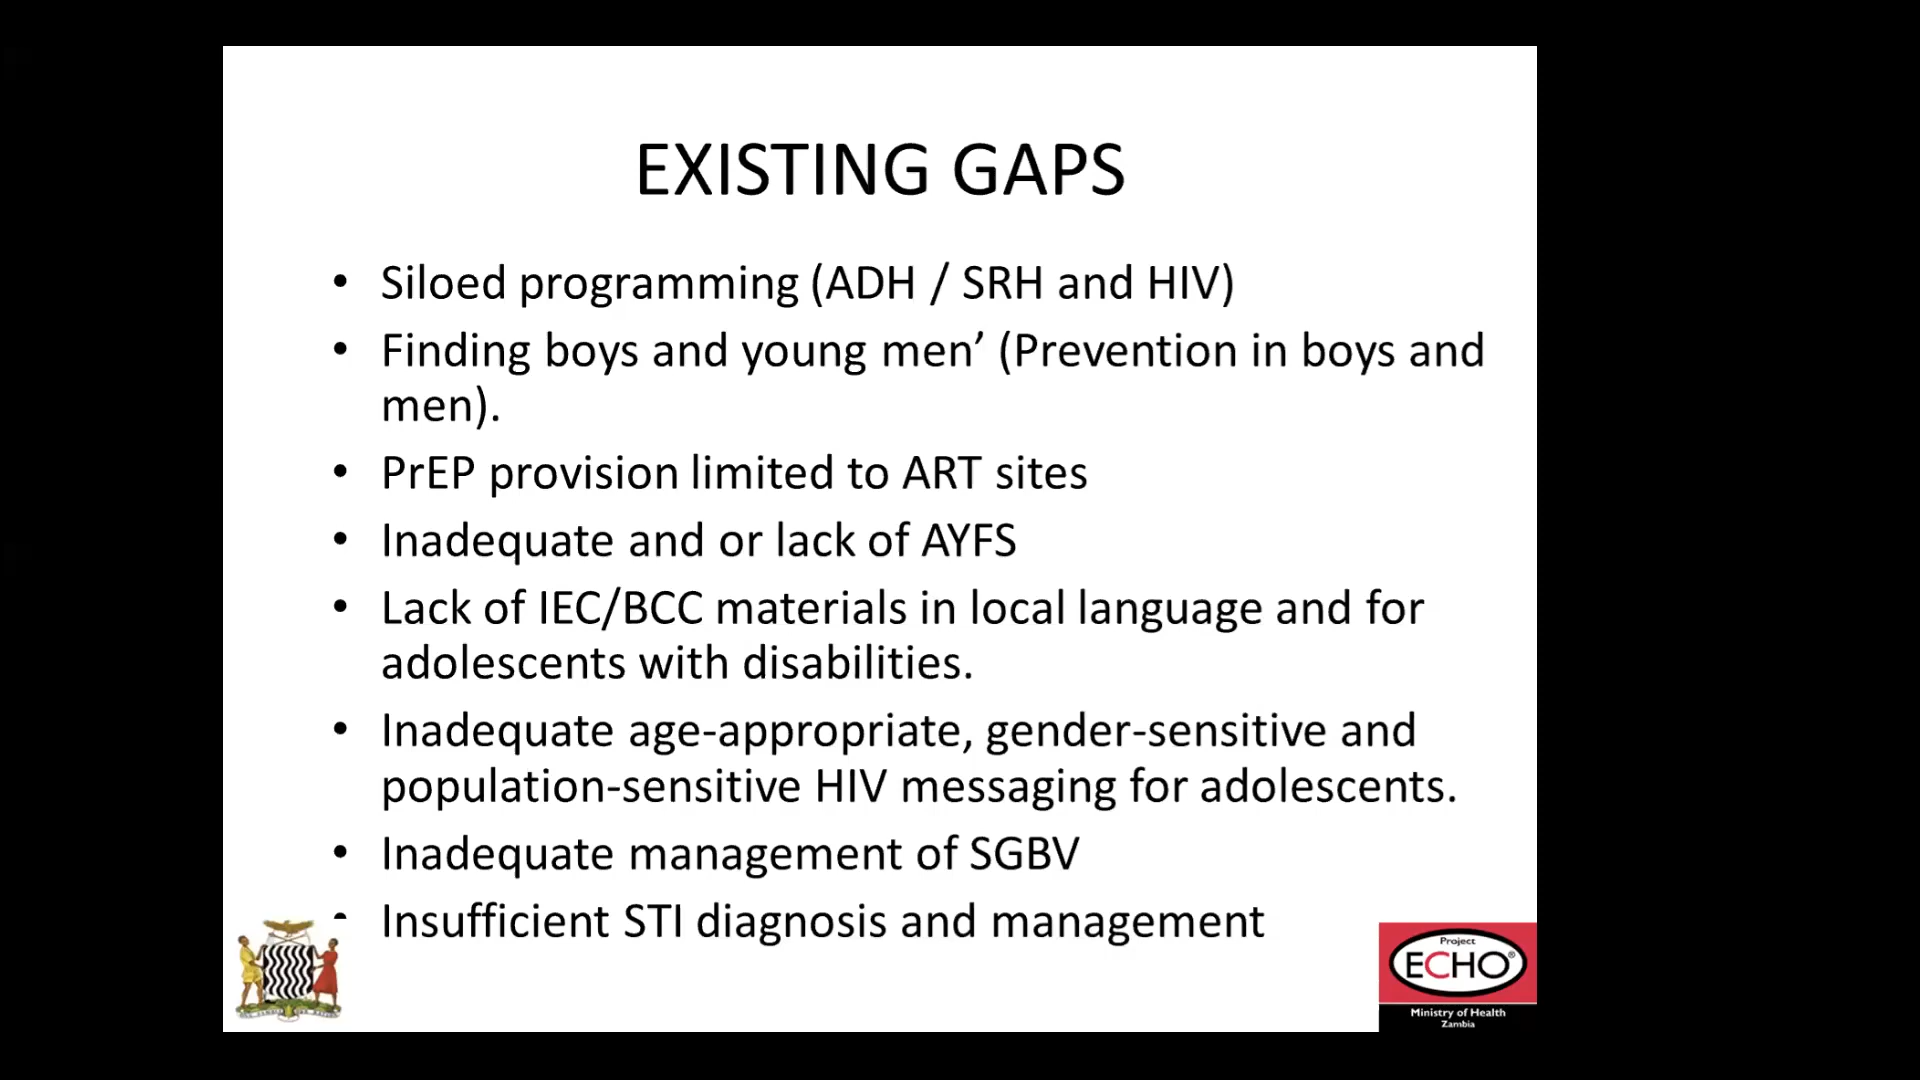 EXISTING GAPS
• Siloed programming (ADH / SRH and HIV)
• Finding boys and young men’ (Prevention in boys and
men).
• PrEP provision limited to ART sites
• Inadequate and or lack of AYFS
• Lack of IEC/BCC materials in local language and for
adolescents with disabilities.
• Inadequate age-appropriate, gender-sensitive and
population-sensitive HIV messaging for adolescents.
• Inadequate management of SGBV
• Insufficient STI diagnosis and management
Project
ECHO®
Ministry of Health
Zambia